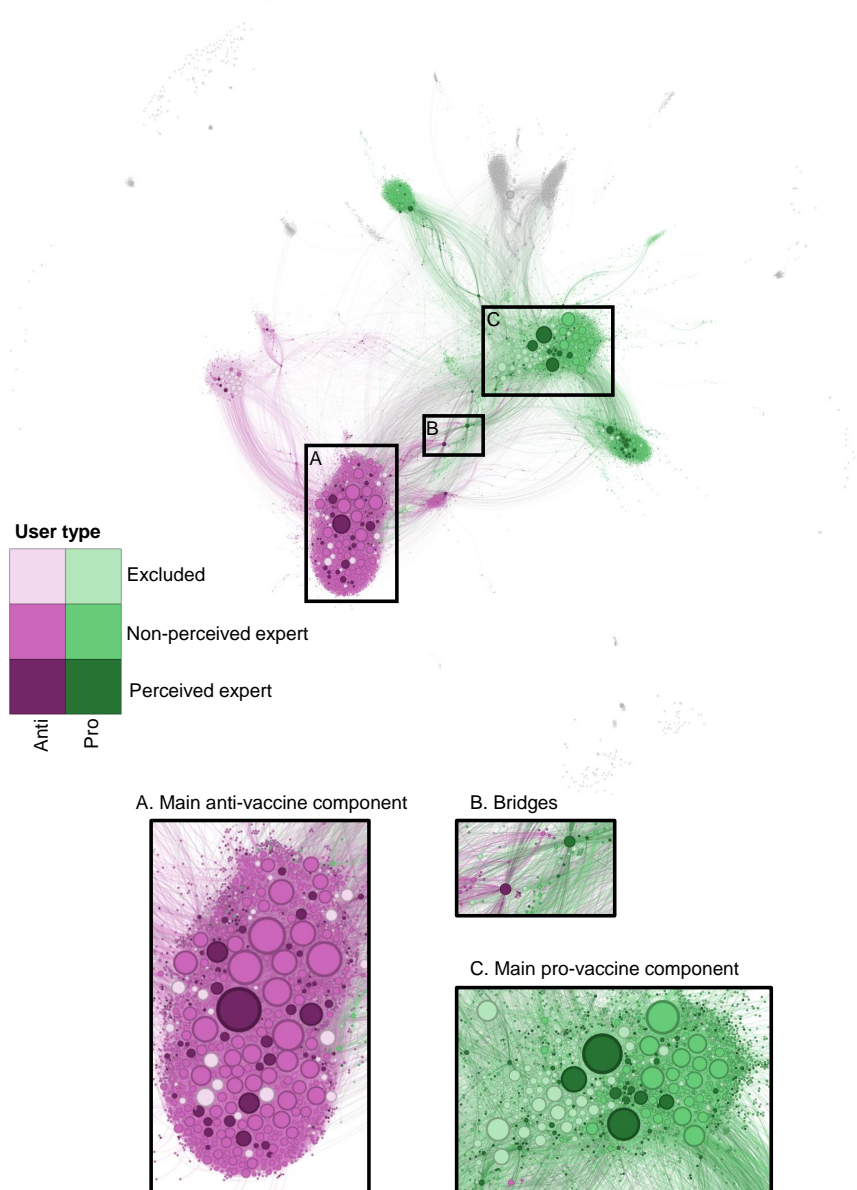 C
B
A
User type
Excluded
Non-perceived expert
Perceived expert
Anti
Pro
A. Main anti-vaccine component
B. Bridges
C. Main pro-vaccine component